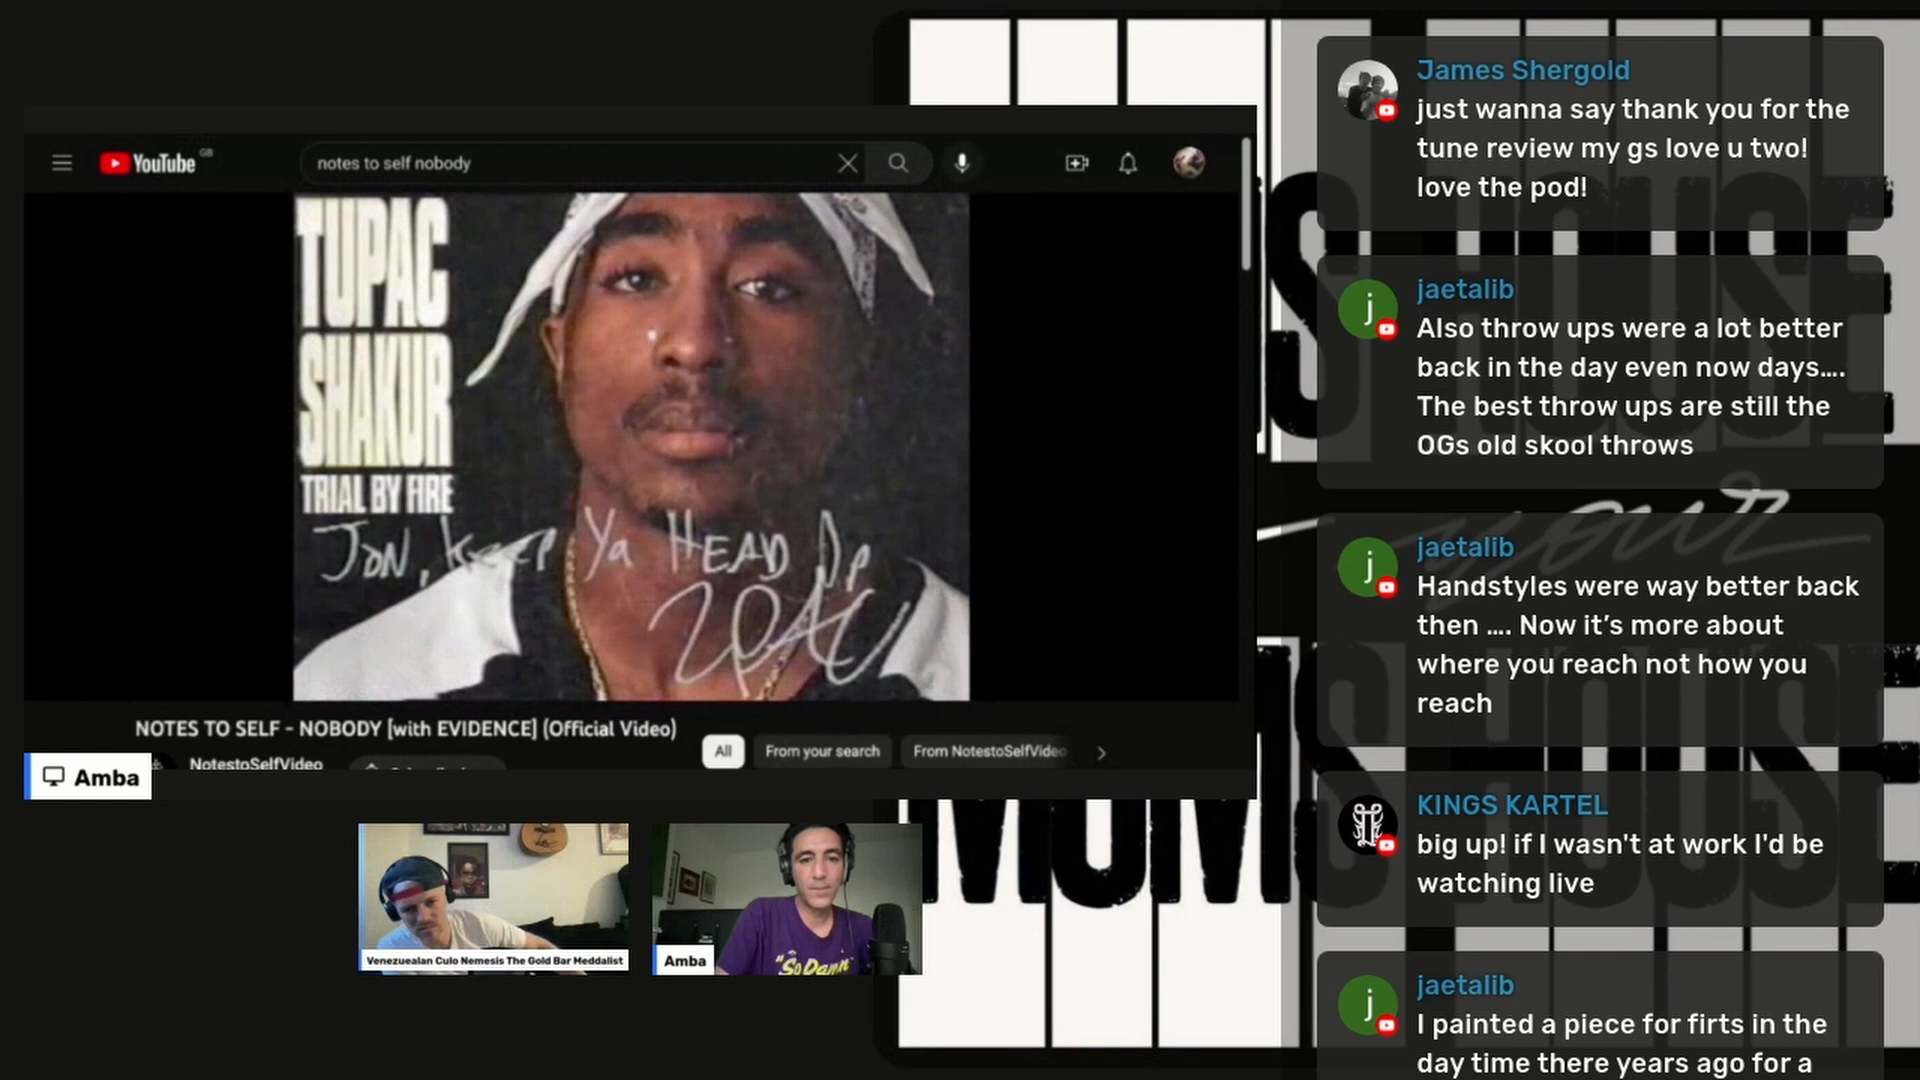 YouTube GB
notes to self nobody
TUPAC
SHAKUR
TRIAL BY FIRE
JON, Keep Ya HEAD Up
2PAC
NOTES TO SELF - NOBODY [with EVIDENCE] (Official Video)
NotestoSelfVideo
All
From your search
From NotestoSelfVideo
Amba
Venezuealan Culo Nemesis The Gold Bar Meddalist
Amba
"So Damn
MOMS HOUSE
your
James Shergold
just wanna say thank you for the
tune review my gs love u two!
love the pod!
jaetalib
Also throw ups were a lot better
back in the day even now days....
The best throw ups are still the
OGs old skool throws
jaetalib
Handstyles were way better back
then .... Now it's more about
where you reach not how you
reach
KINGS KARTEL
big up! if I wasn't at work I'd be
watching live
jaetalib
I painted a piece for firts in the
day time there years ago for a